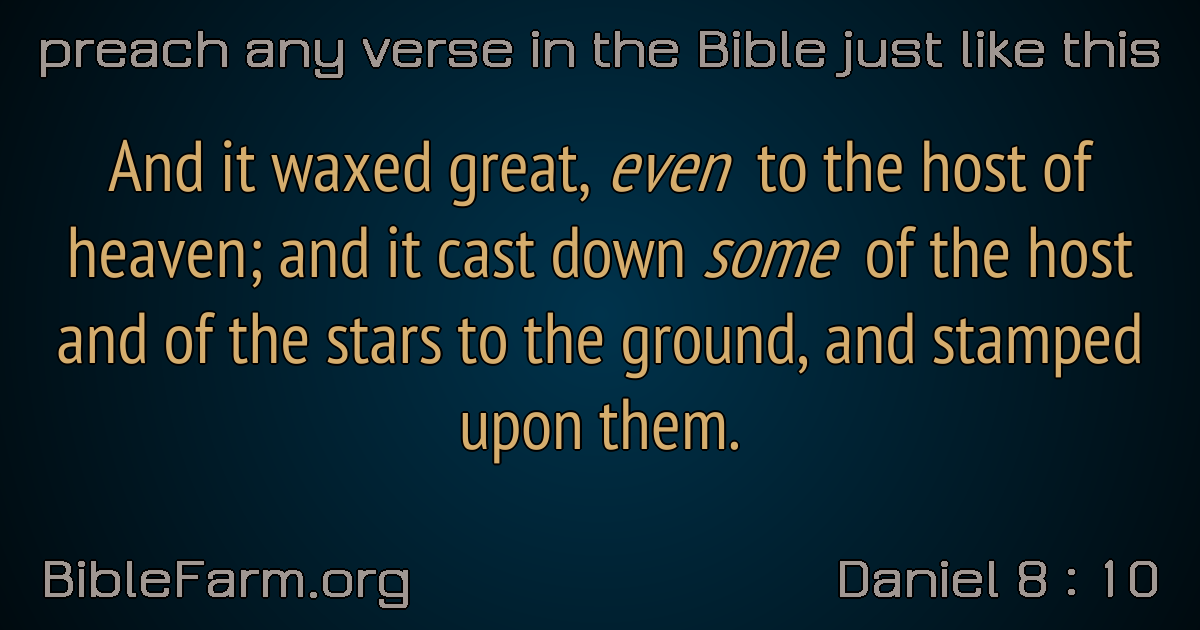 preach any verse in the Bible just like this
And it waxed great, even to the host of
heaven; and it cast down some of the host
and of the stars to the ground, and stamped
upon them.
BibleFarm.org
Daniel 8 : 10